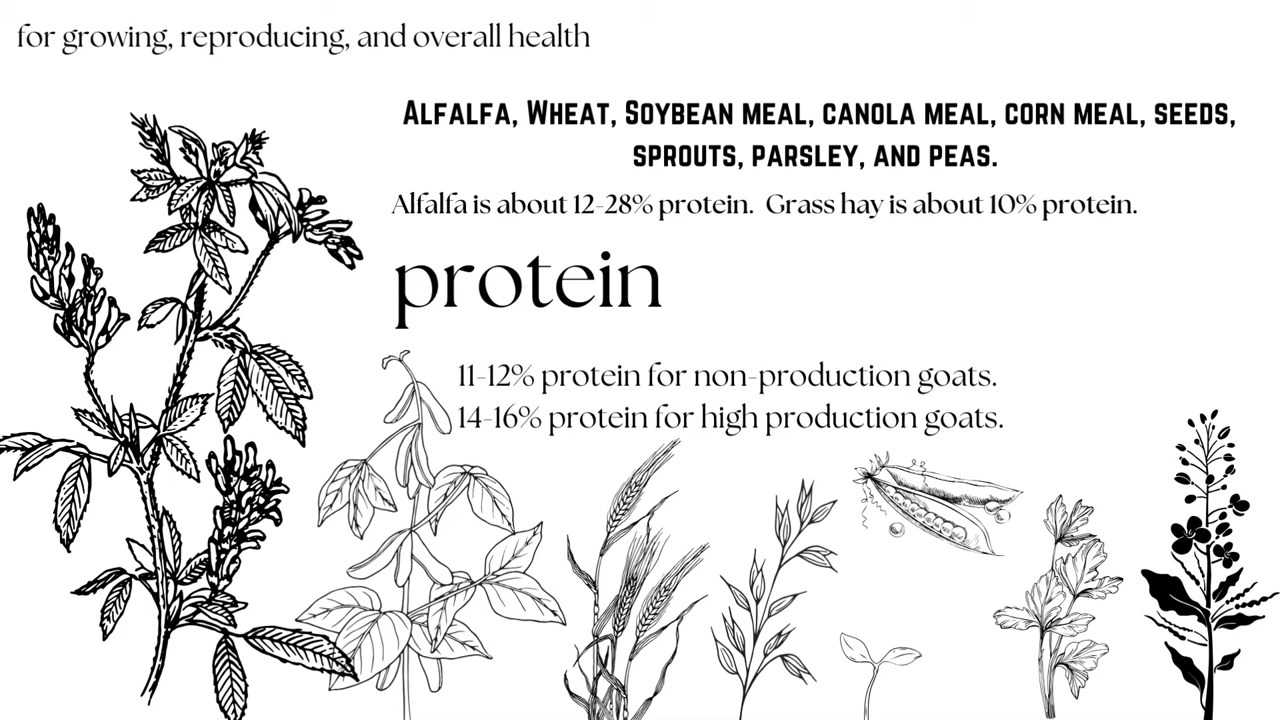 for growing, reproducing, and overall health
Alfalfa, Wheat, Soybean meal, canola meal, corn meal, seeds,
sprouts, parsley, and peas.
Alfalfa is about 12-28% protein. Grass hay is about 10% protein.
protein
11-12% protein for non-production goats.
14-16% protein for high production goats.